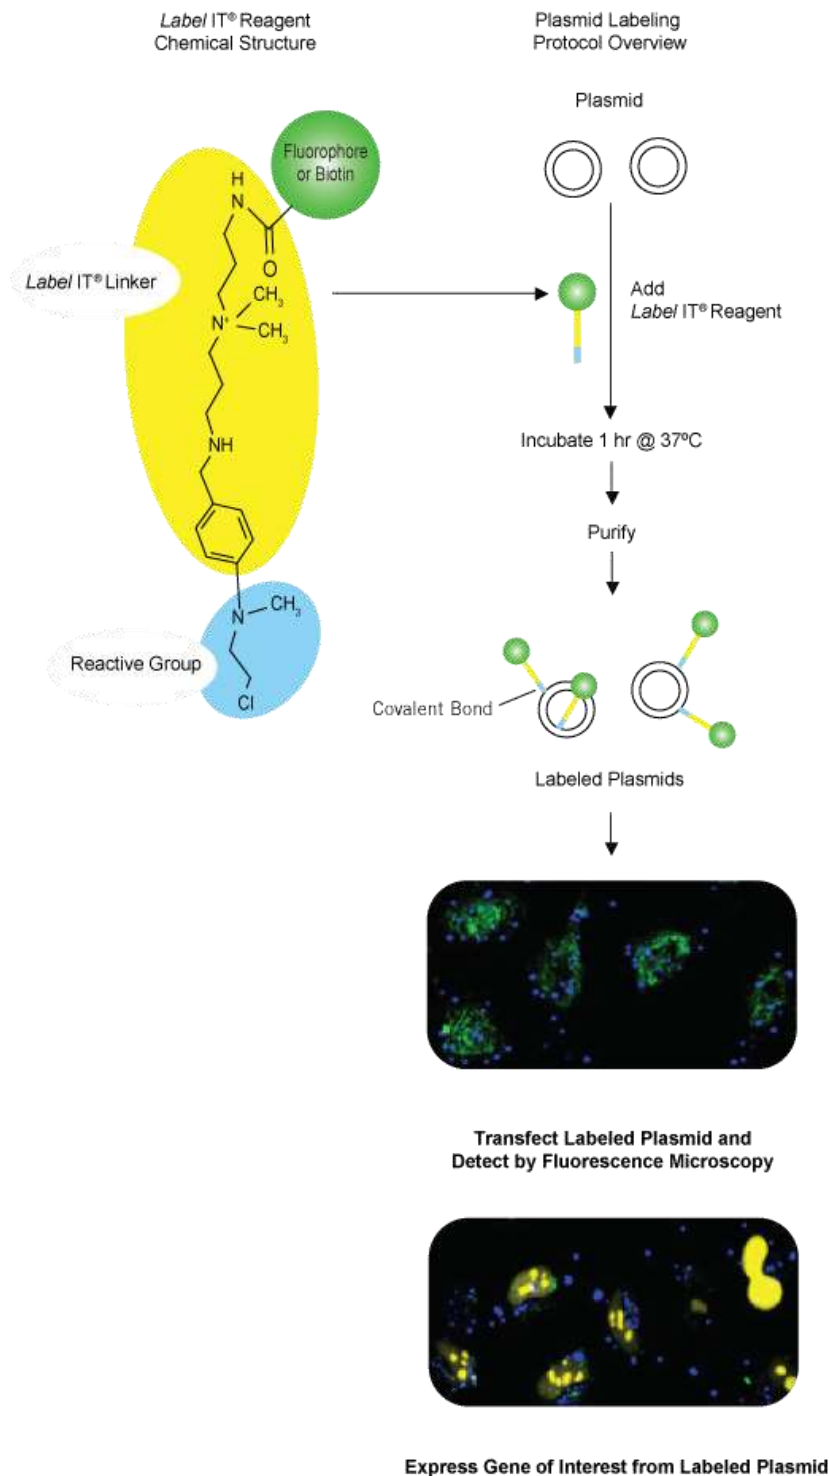 Label IT® Reagent
Chemical Structure
Plasmid Labeling
Protocol Overview
Plasmid
Fluorophore
or Biotin
H
N
O
Label IT® Linker
CH₃
N⁺
CH₃
Add
Label IT® Reagent
NH
Incubate 1 hr @ 37ºC
Purify
N
CH₃
Reactive Group
Cl
Covalent Bond
Labeled Plasmids
Transfect Labeled Plasmid and
Detect by Fluorescence Microscopy
Express Gene of Interest from Labeled Plasmid